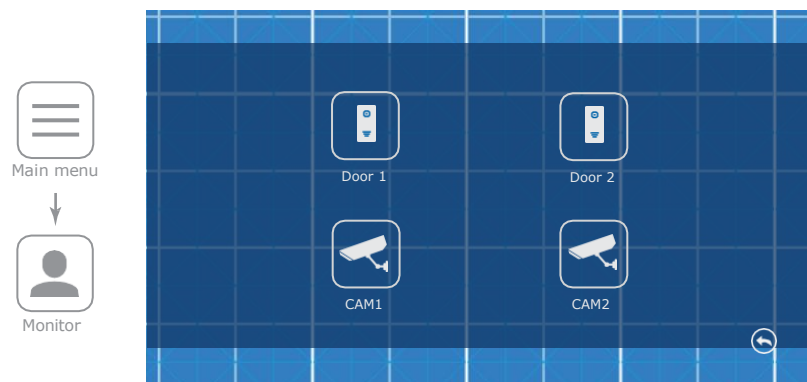 Main menu
Monitor
Door 1
Door 2
CAM1
CAM2